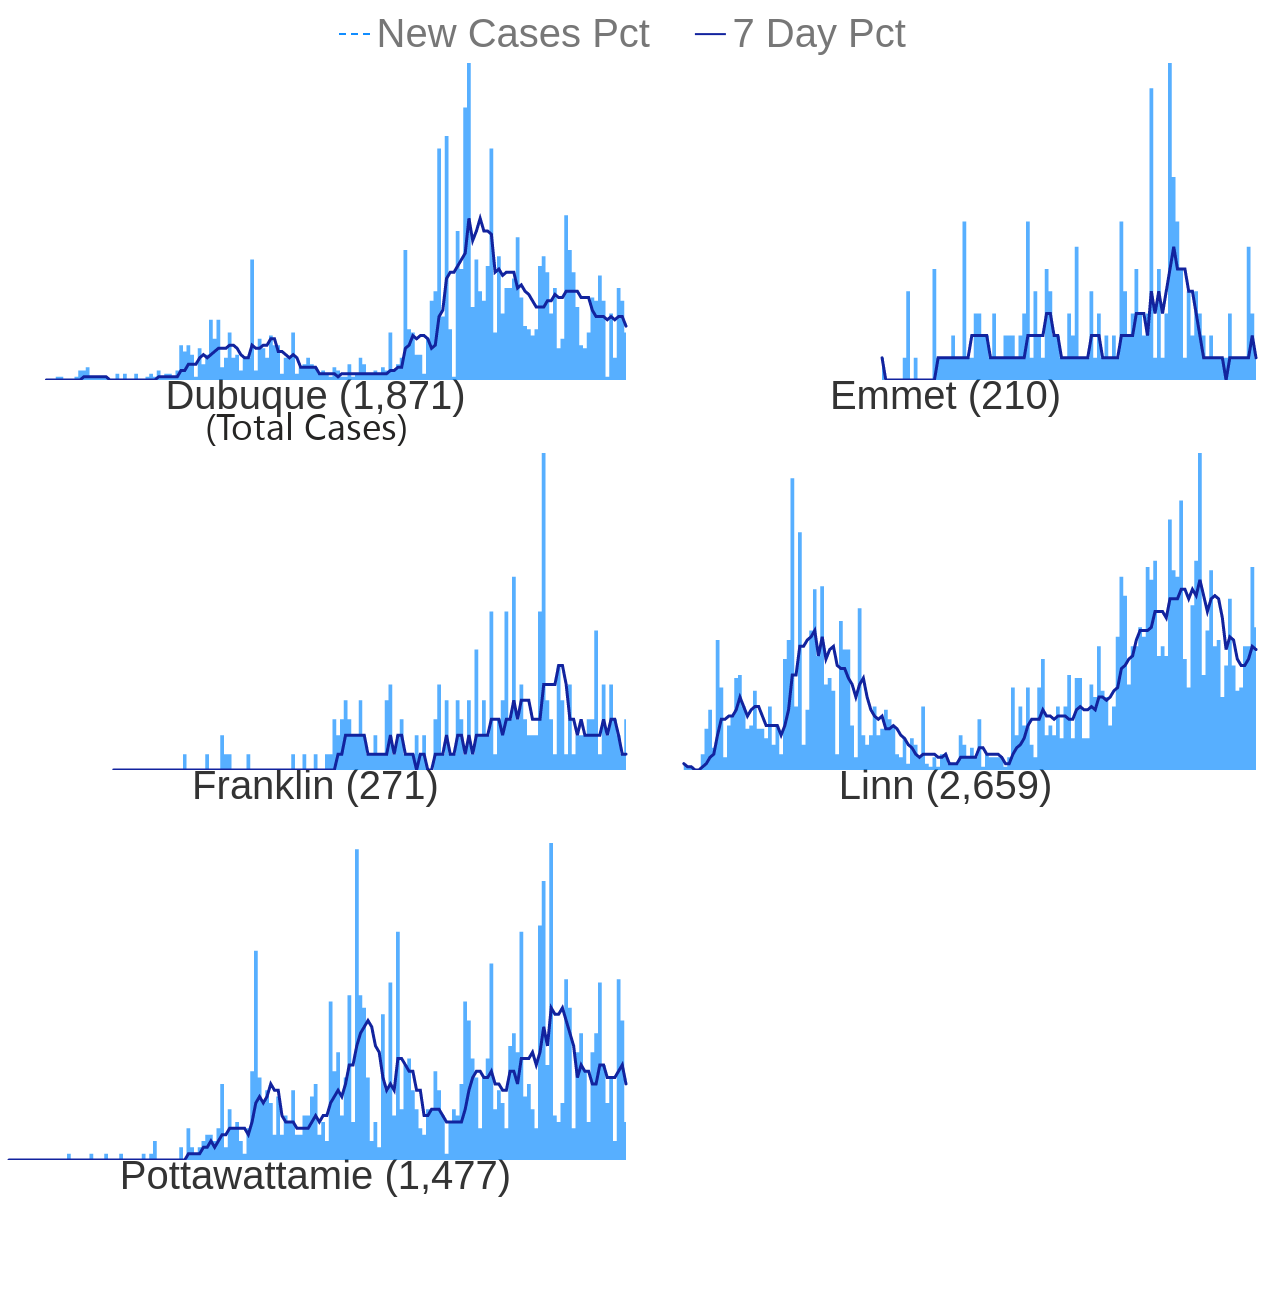 New Cases Pct 7 Day Pct
Dubuque (1,871) Emmet (210)
(Total Cases)
Franklin (271) Linn (2,659)
Pottawattamie (1,477)